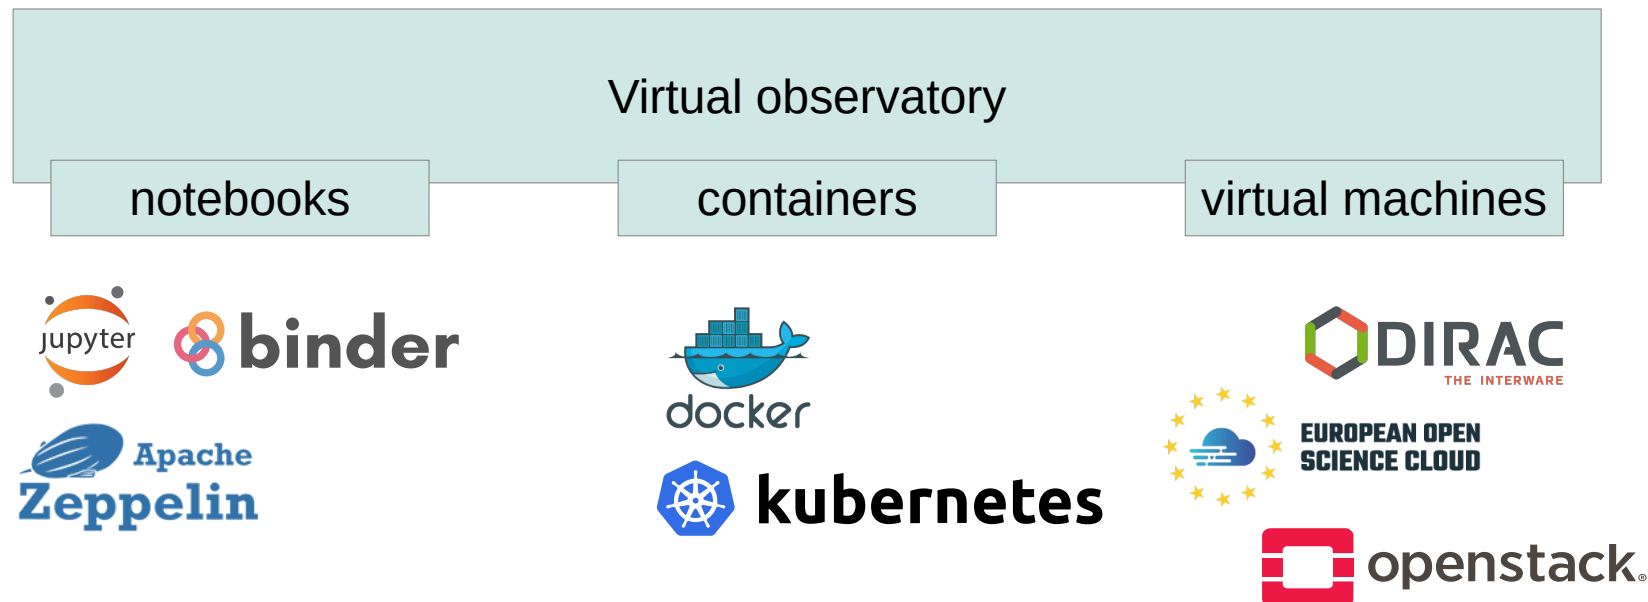 Virtual observatory
notebooks
containers
virtual machines
jupyter
binder
Apache
Zeppelin
docker
kubernetes
DIRAC
THE INTERWARE
EUROPEAN OPEN
SCIENCE CLOUD
openstack®